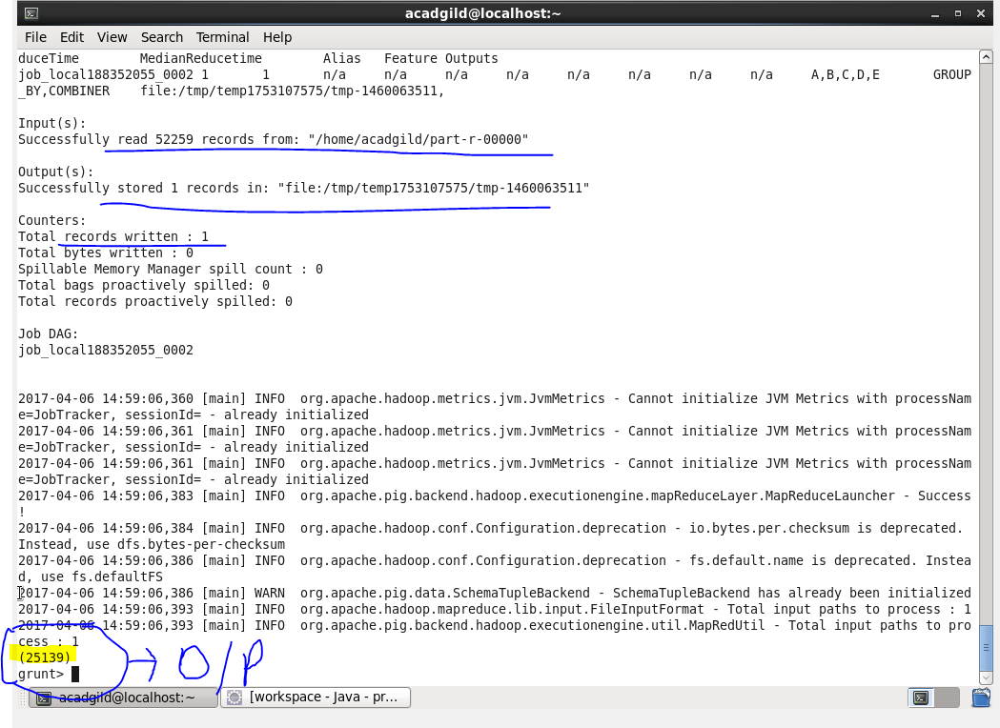 acadgild@localhost:~
File Edit View Search Terminal Help
duceTime MedianReducetime Alias Feature Outputs
job_local188352055_0002 1 1 n/a n/a n/a n/a n/a n/a n/a n/a A,B,C,D,E GROUP
_BY,COMBINER file:/tmp/temp1753107575/tmp-1460063511,
Input(s):
Successfully read 52259 records from: "/home/acadgild/part-r-00000"
Output(s):
Successfully stored 1 records in: "file:/tmp/temp1753107575/tmp-1460063511"
Counters:
Total records written : 1
Total bytes written : 0
Spillable Memory Manager spill count : 0
Total bags proactively spilled: 0
Total records proactively spilled: 0
Job DAG:
job_local188352055_0002
2017-04-06 14:59:06,360 [main] INFO org.apache.hadoop.metrics.jvm.JvmMetrics - Cannot initialize JVM Metrics with processNam
e=JobTracker, sessionId= - already initialized
2017-04-06 14:59:06,361 [main] INFO org.apache.hadoop.metrics.jvm.JvmMetrics - Cannot initialize JVM Metrics with processNam
e=JobTracker, sessionId= - already initialized
2017-04-06 14:59:06,361 [main] INFO org.apache.hadoop.metrics.jvm.JvmMetrics - Cannot initialize JVM Metrics with processNam
e=JobTracker, sessionId= - already initialized
2017-04-06 14:59:06,383 [main] INFO org.apache.pig.backend.hadoop.executionengine.mapReduceLayer.MapReduceLauncher - Success
!
2017-04-06 14:59:06,384 [main] INFO org.apache.hadoop.conf.Configuration.deprecation - io.bytes.per.checksum is deprecated.
Instead, use dfs.bytes-per-checksum
2017-04-06 14:59:06,386 [main] INFO org.apache.hadoop.conf.Configuration.deprecation - fs.default.name is deprecated. Instea
d, use fs.defaultFS
2017-04-06 14:59:06,386 [main] WARN org.apache.pig.data.SchemaTupleBackend - SchemaTupleBackend has already been initialized
2017-04-06 14:59:06,393 [main] INFO org.apache.hadoop.mapreduce.lib.input.FileInputFormat - Total input paths to process : 1
2017-04-06 14:59:06,393 [main] INFO org.apache.pig.backend.hadoop.executionengine.util.MapRedUtil - Total input paths to pro
cess : 1
(25139) → O/P
grunt>
acadgild@localhost:~ [workspace - Java - pr...